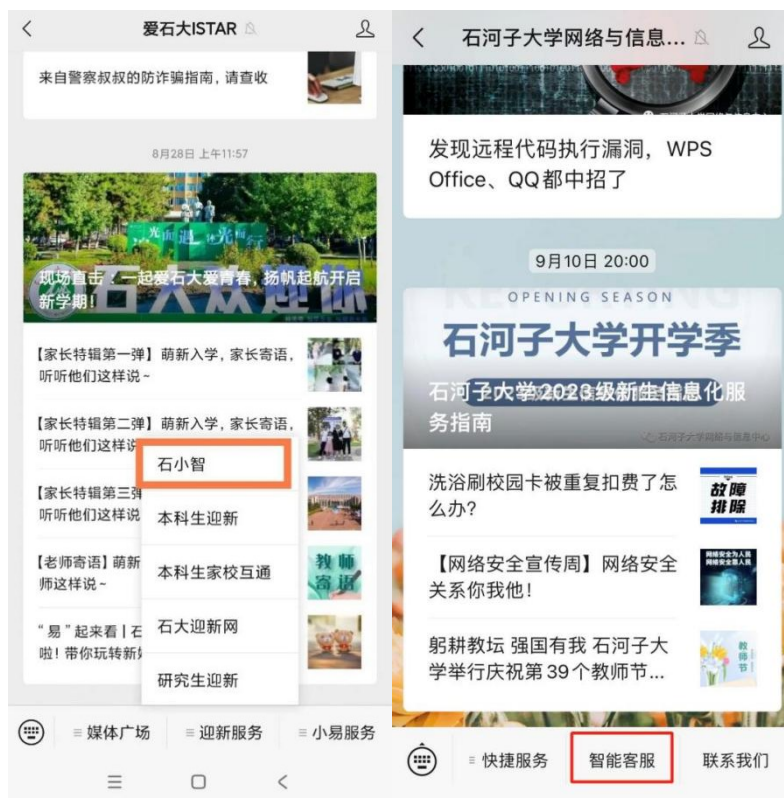 爱石大ISTAR
来自警察叔叔的防诈骗指南，请查收
8月28日 上午11:57
现场直击：一起爱石大爱青春，扬帆起航开启
新学期！
【家长特辑第一弹】萌新入学，家长寄语，
听听他们这样说~
【家长特辑第二弹】萌新入学，家长寄语，
听听他们这样说
【家长特辑第三弹
听听他们这样说
【老师寄语】萌新
师这样说~
教师
寄语
“易”起来看 | 石
啦！带你玩转新
石小智
本科生迎新
本科生家校互通
石大迎新网
研究生迎新
媒体广场
迎新服务
小易服务
石河子大学网络与信息...
发现远程代码执行漏洞，WPS
Office、QQ都中招了
9月10日 20:00
OPENING SEASON
石河子大学开学季
石河子大学2023级新生信息化服
务指南
洗浴刷校园卡被重复扣费了怎
么办？
故障
排除
【网络安全宣传周】网络安全
关系你我他！
网络安全为人民
网络安全靠人民
躬耕教坛 强国有我 石河子大
学举行庆祝第39个教师节...
教师节
快捷服务
智能客服
联系我们